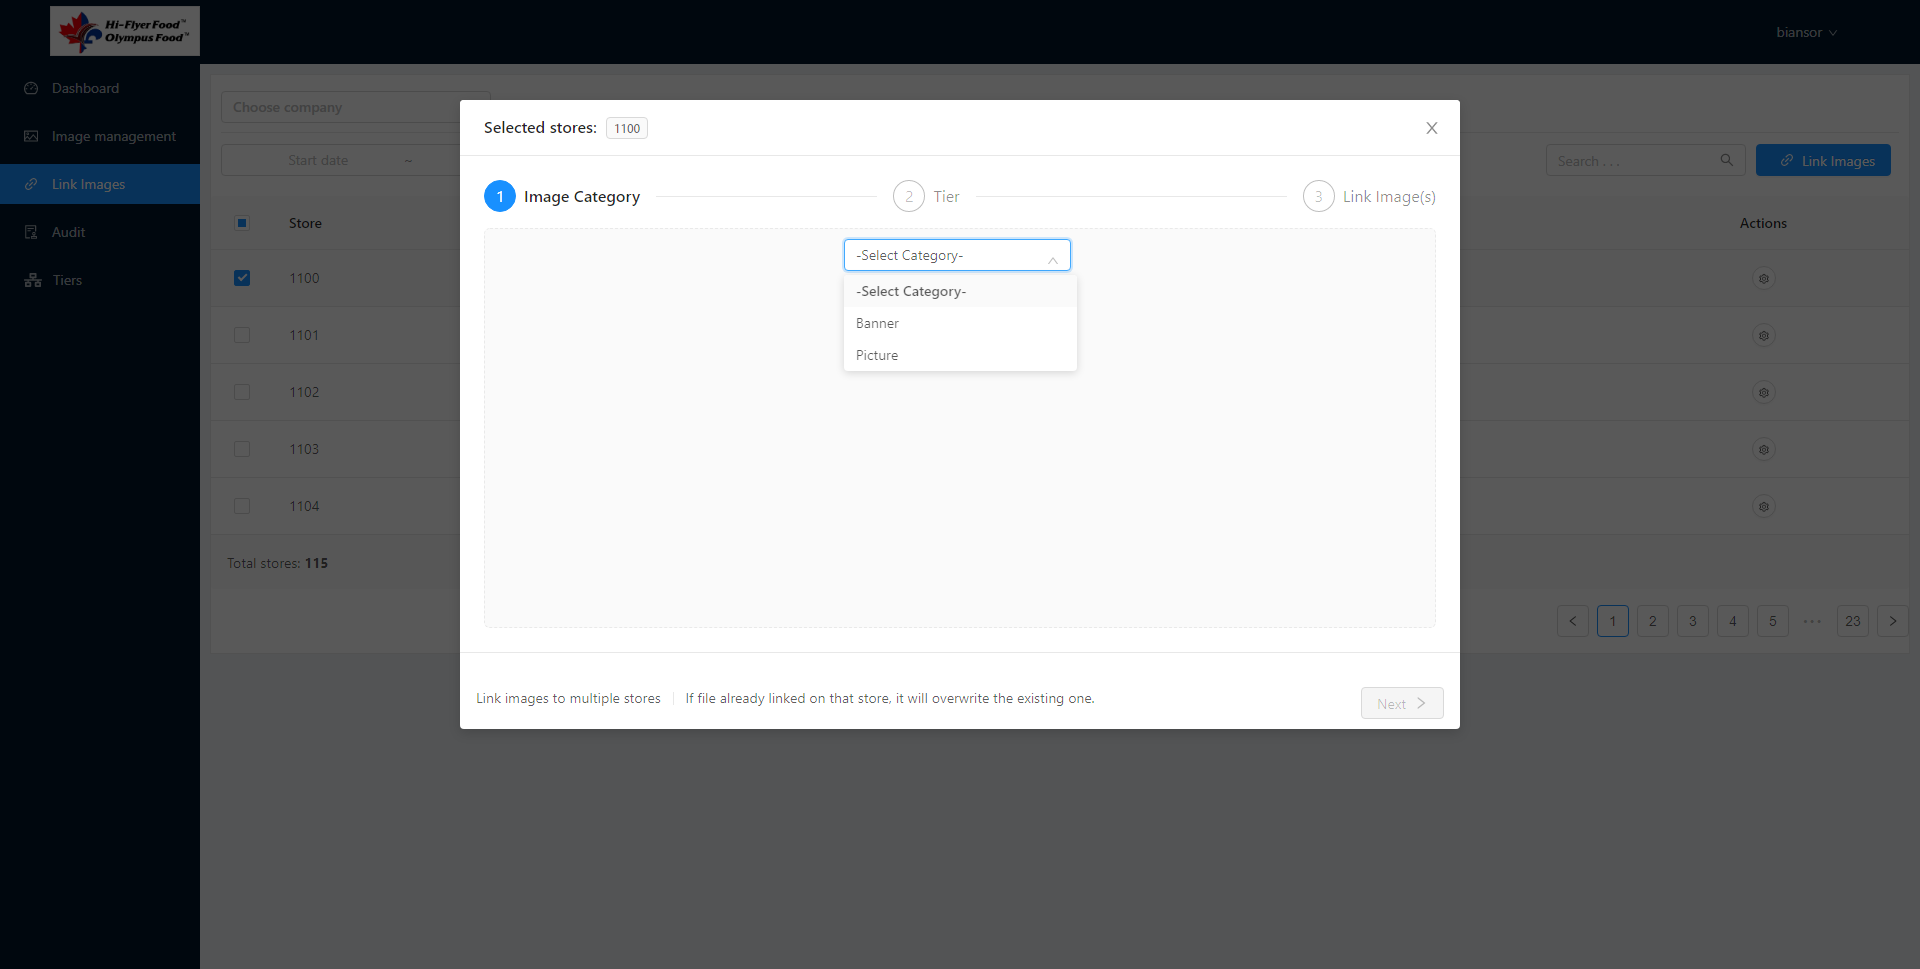 Hi-Flyer Food™
Olympus Food™
biansor
Dashboard
Image management
Link Images
Audit
Tiers
Choose company
Start date ~
Search . . .
Link Images
Store
Actions
1100
1101
1102
1103
1104
Total stores: 115
1 2 3 4 5 ••• 23
Selected stores: 1100
1 Image Category
2 Tier
3 Link Image(s)
-Select Category-
-Select Category-
Banner
Picture
Link images to multiple stores
If file already linked on that store, it will overwrite the existing one.
Next